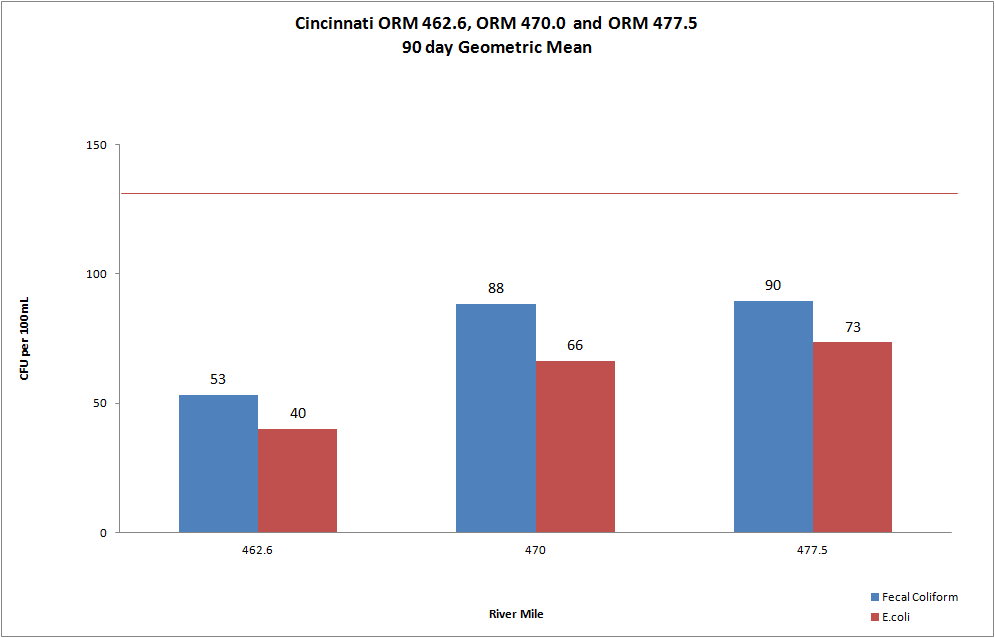 Cincinnati ORM 462.6, ORM 470.0 and ORM 477.5
90 day Geometric Mean
150
100
50
0
CFU per 100mL
53
40
88
66
90
73
462.6
470
477.5
River Mile
Fecal Coliform
E.coli